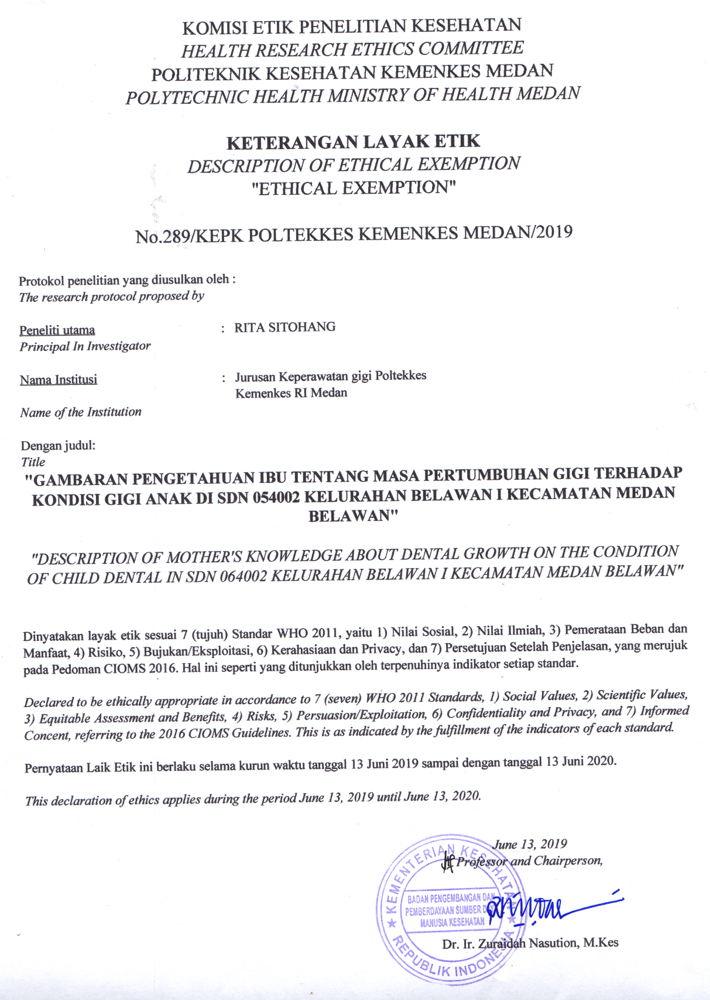 KOMISI ETIK PENELITIAN KESEHATAN
HEALTH RESEARCH ETHICS COMMITTEE
POLITEKNIK KESEHATAN KEMENKES MEDAN
POLYTECHNIC HEALTH MINISTRY OF HEALTH MEDAN
KETERANGAN LAYAK ETIK
DESCRIPTION OF ETHICAL EXEMPTION
"ETHICAL EXEMPTION"
No.289/KEPK POLTEKKES KEMENKES MEDAN/2019
Protokol penelitian yang diusulkan oleh :
The research protocol proposed by
Peneliti utama : RITA SITOHANG
Principal In Investigator
Nama Institusi : Jurusan Keperawatan gigi Poltekkes
Kemenkes RI Medan
Name of the Institution
Dengan judul:
Title
"GAMBARAN PENGETAHUAN IBU TENTANG MASA PERTUMBUHAN GIGI TERHADAP
KONDISI GIGI ANAK DI SDN 054002 KELURAHAN BELAWAN I KECAMATAN MEDAN
BELAWAN"
"DESCRIPTION OF MOTHER'S KNOWLEDGE ABOUT DENTAL GROWTH ON THE CONDITION
OF CHILD DENTAL IN SDN 064002 KELURAHAN BELAWAN I KECAMATAN MEDAN BELAWAN"
Dinyatakan layak etik sesuai 7 (tujuh) Standar WHO 2011, yaitu 1) Nilai Sosial, 2) Nilai Ilmiah, 3) Pemerataan Beban dan
Manfaat, 4) Risiko, 5) Bujukan/Eksploitasi, 6) Kerahasiaan dan Privacy, dan 7) Persetujuan Setelah Penjelasan, yang merujuk
pada Pedoman CIOMS 2016. Hal ini seperti yang ditunjukkan oleh terpenuhinya indikator setiap standar.
Declared to be ethically appropriate in accordance to 7 (seven) WHO 2011 Standards, 1) Social Values, 2) Scientific Values,
3) Equitable Assessment and Benefits, 4) Risks, 5) Persuasion/Exploitation, 6) Confidentiality and Privacy, and 7) Informed
Concent, referring to the 2016 CIOMS Guidelines. This is as indicated by the fulfillment of the indicators of each standard.
Pernyataan Laik Etik ini berlaku selama kurun waktu tanggal 13 Juni 2019 sampai dengan tanggal 13 Juni 2020.
This declaration of ethics applies during the period June 13, 2019 until June 13, 2020.
June 13, 2019
Professor and Chairperson,
KEMENTERIAN KESEHATAN
BADAN PENGEMBANGAN DAN
PEMBERDAYAAN SUMBER DAYA
MANUSIA KESEHATAN
REPUBLIK INDONESIA
Dr. Ir. Zuraidah Nasution, M.Kes